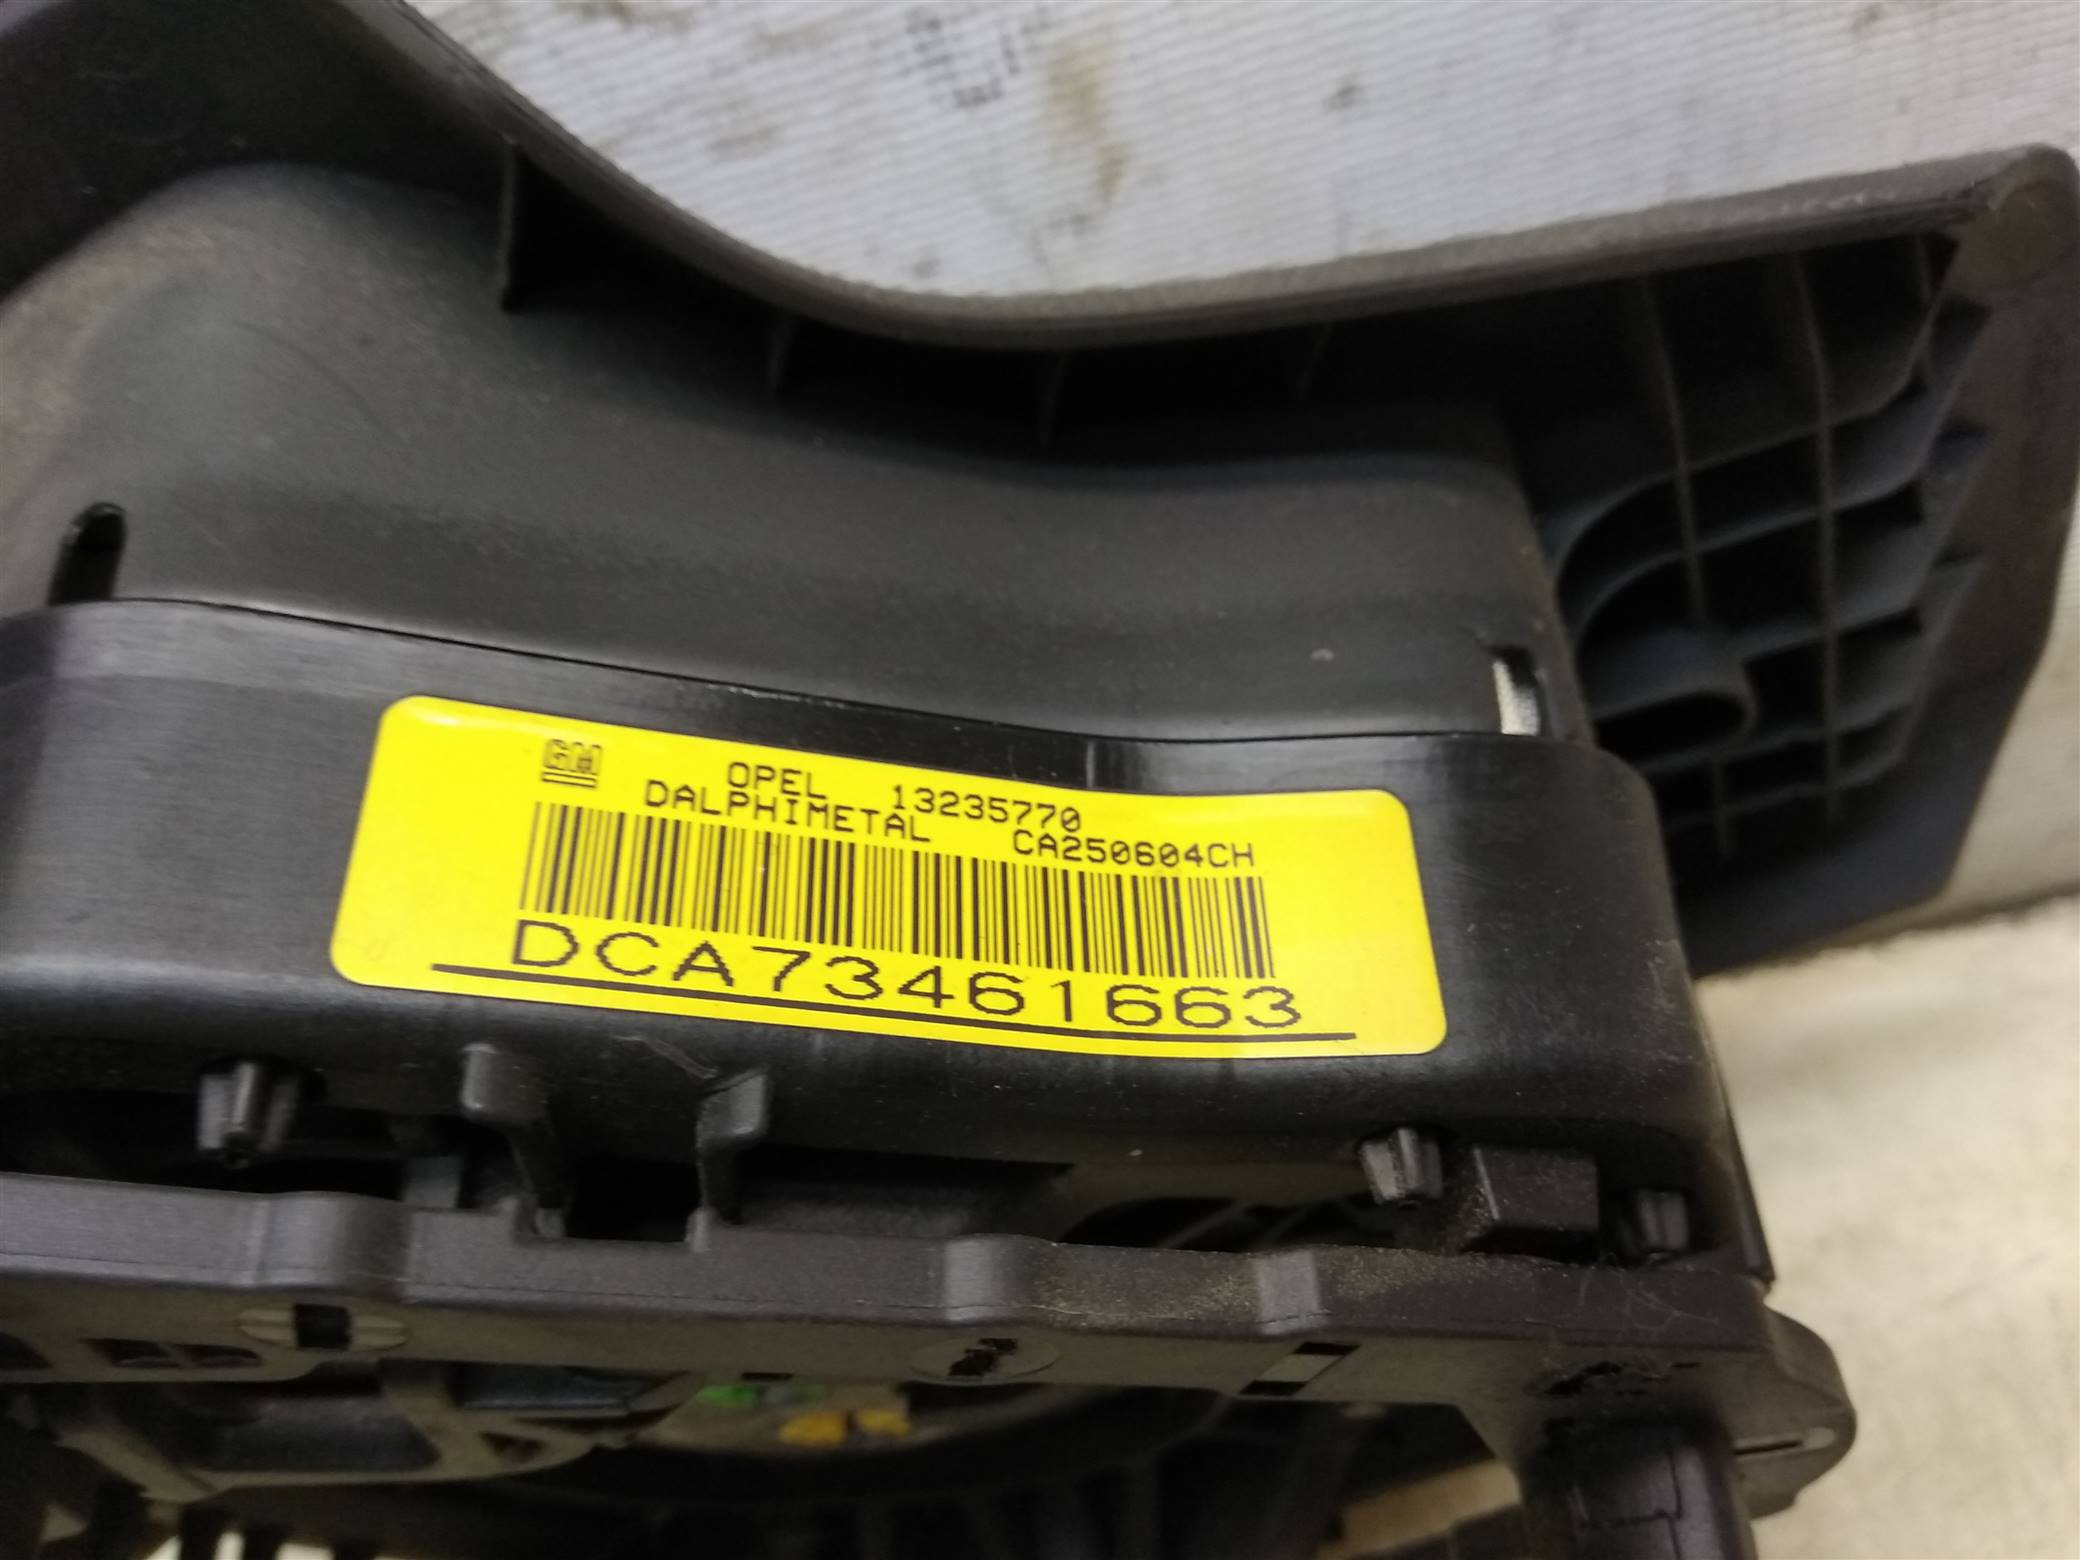 GM OPEL 13235770
DALPHIMETAL CA250604CH
DCA73461663